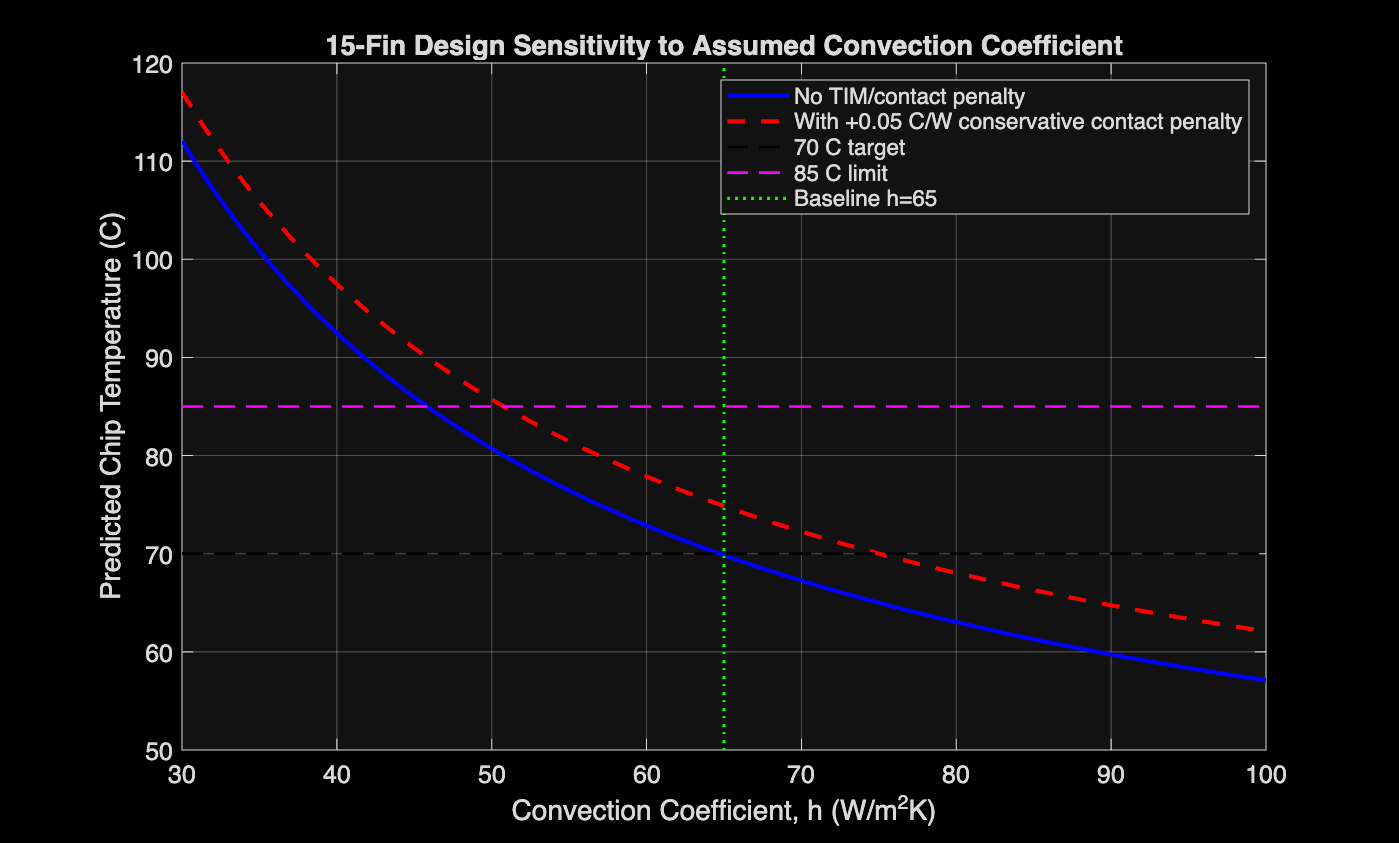 15-Fin Design Sensitivity to Assumed Convection Coefficient
120
110
100
90
80
70
60
50
Predicted Chip Temperature (C)
No TIM/contact penalty
With +0.05 C/W conservative contact penalty
70 C target
85 C limit
Baseline h=65
30 40 50 60 70 80 90 100
Convection Coefficient, h (W/m²K)